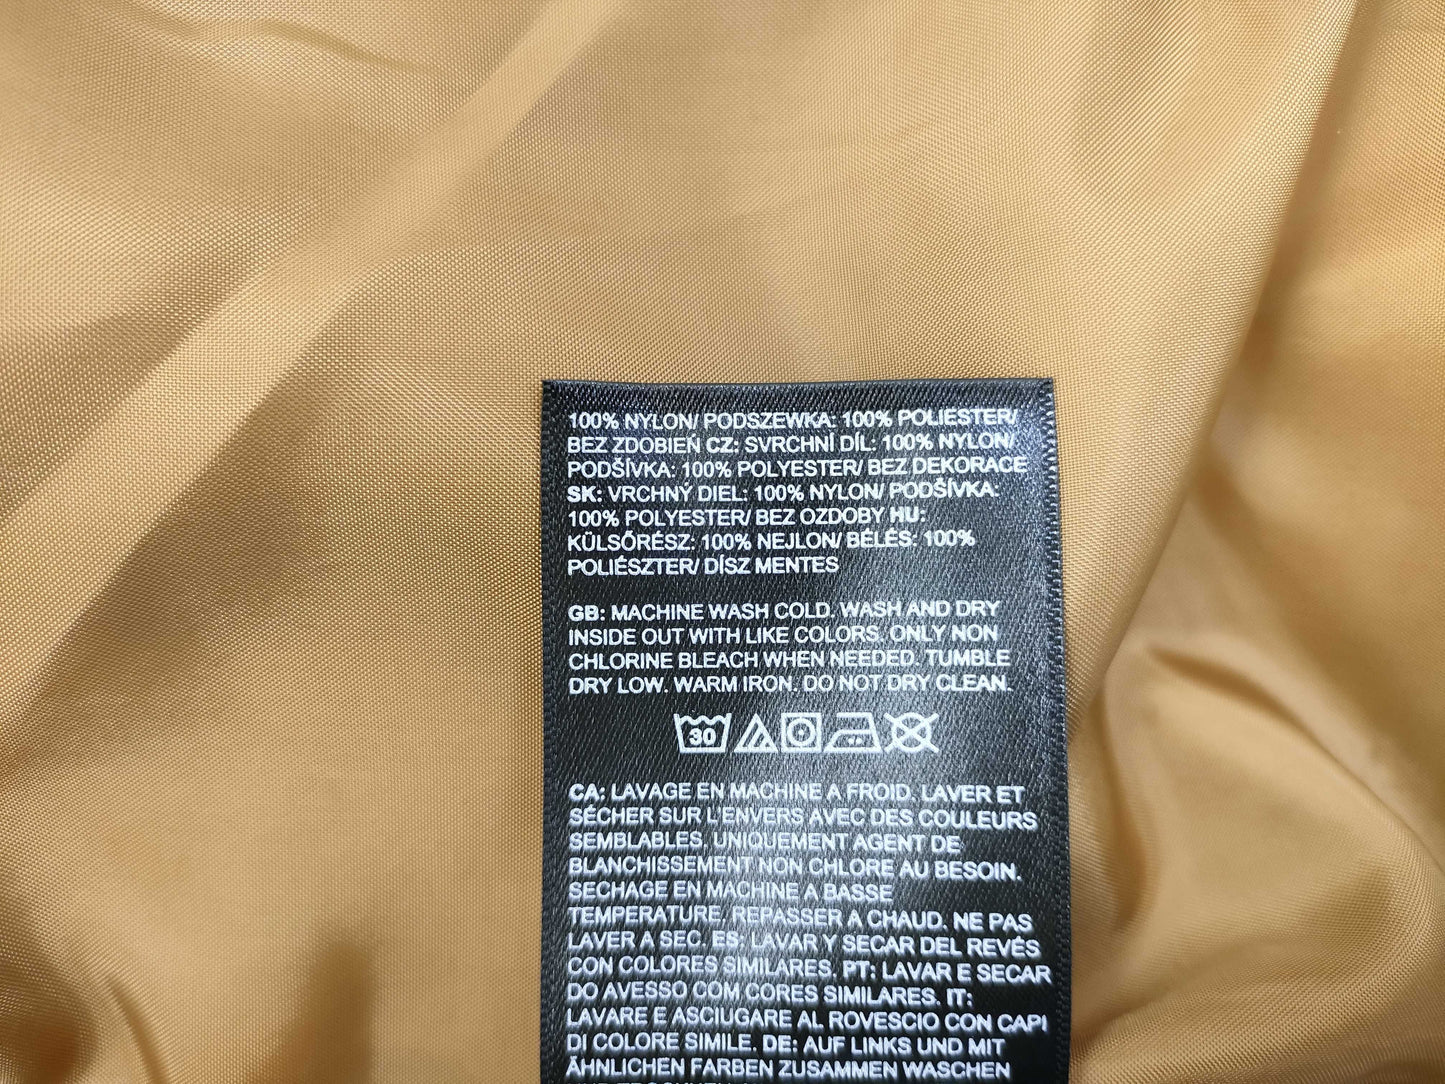 100% NYLON/ PODSZEWKA: 100% POLIESTER/
BEZ ZDOBIEŃ CZ: SVRCHNÍ DÍL: 100% NYLON/
PODŠÍVKA: 100% POLYESTER/ BEZ DEKORACE
SK: VRCHNÝ DIEL: 100% NYLON/ PODŠÍVKA:
100% POLYESTER/ BEZ OZDOBY HU:
KÜLSŐRÉSZ: 100% NEJLON/ BÉLÉS: 100%
POLIÉSZTER/ DÍSZ MENTES
GB: MACHINE WASH COLD. WASH AND DRY
INSIDE OUT WITH LIKE COLORS. ONLY NON
CHLORINE BLEACH WHEN NEEDED. TUMBLE
DRY LOW. WARM IRON. DO NOT DRY CLEAN.
30
CA: LAVAGE EN MACHINE A FROID. LAVER ET
SÉCHER SUR L'ENVERS AVEC DES COULEURS
SEMBLABLES. UNIQUEMENT AGENT DE
BLANCHISSEMENT NON CHLORE AU BESOIN.
SECHAGE EN MACHINE A BASSE
TEMPERATURE. REPASSER A CHAUD. NE PAS
LAVER A SEC. ES: LAVAR Y SECAR DEL REVÉS
CON COLORES SIMILARES. PT: LAVAR E SECAR
DO AVESSO COM CORES SIMILARES. IT:
LAVARE E ASCIUGARE AL ROVESCIO CON CAPI
DI COLORE SIMILE. DE: AUF LINKS UND MIT
ÄHNLICHEN FARBEN ZUSAMMEN WASCHEN